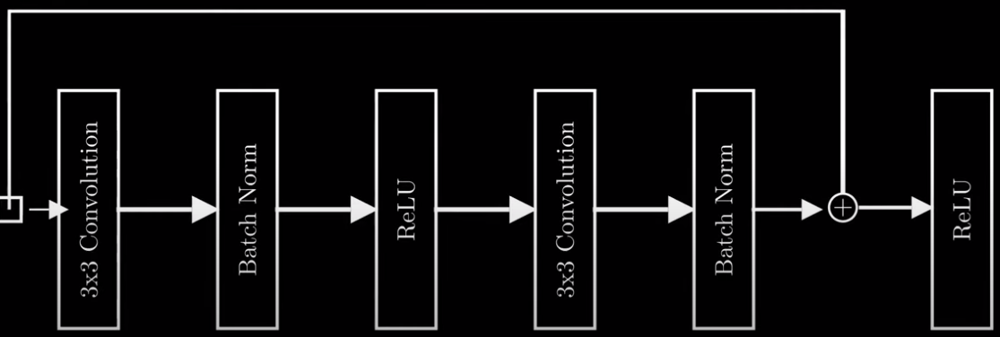 3x3 Convolution
Batch Norm
ReLU
3x3 Convolution
Batch Norm
+
ReLU